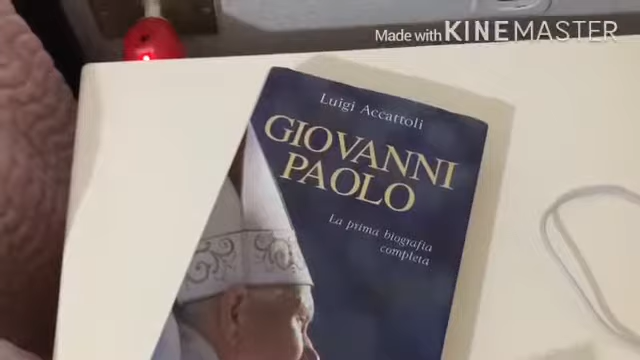 Made with KINEMASTER
Luigi Accattoli
GIOVANNI
PAOLO
La prima biografia
completa